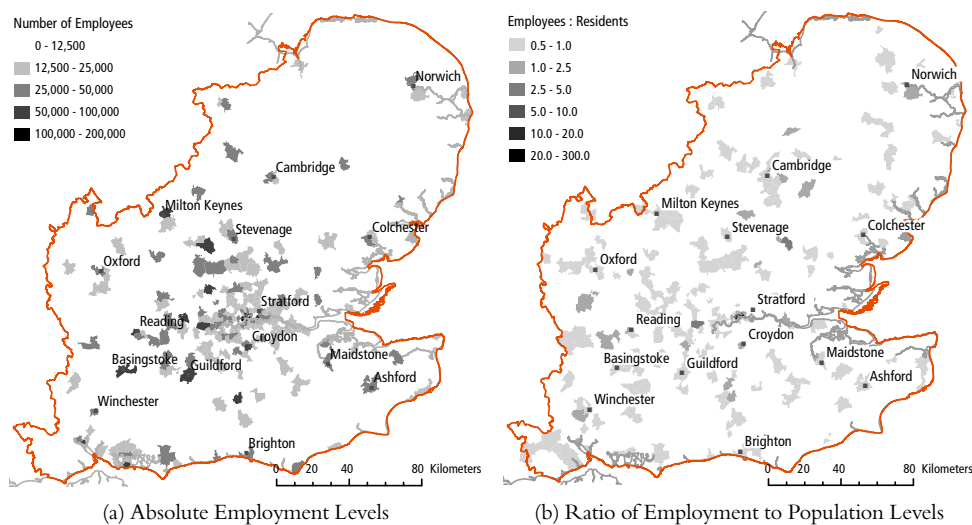 Number of Employees
0 - 12,500
12,500 - 25,000
25,000 - 50,000
50,000 - 100,000
100,000 - 200,000
Norwich
Cambridge
Milton Keynes
Stevenage
Colchester
Oxford
Stratford
Reading
Croydon
Basingstoke
Guildford
Maidstone
Ashford
Winchester
Brighton
0 20 40 80 Kilometers
(a) Absolute Employment Levels
Employees : Residents
0.5 - 1.0
1.0 - 2.5
2.5 - 5.0
5.0 - 10.0
10.0 - 20.0
20.0 - 300.0
Norwich
Cambridge
Milton Keynes
Stevenage
Colchester
Oxford
Stratford
Reading
Croydon
Basingstoke
Guildford
Maidstone
Ashford
Winchester
Brighton
0 20 40 80 Kilometers
(b) Ratio of Employment to Population Levels